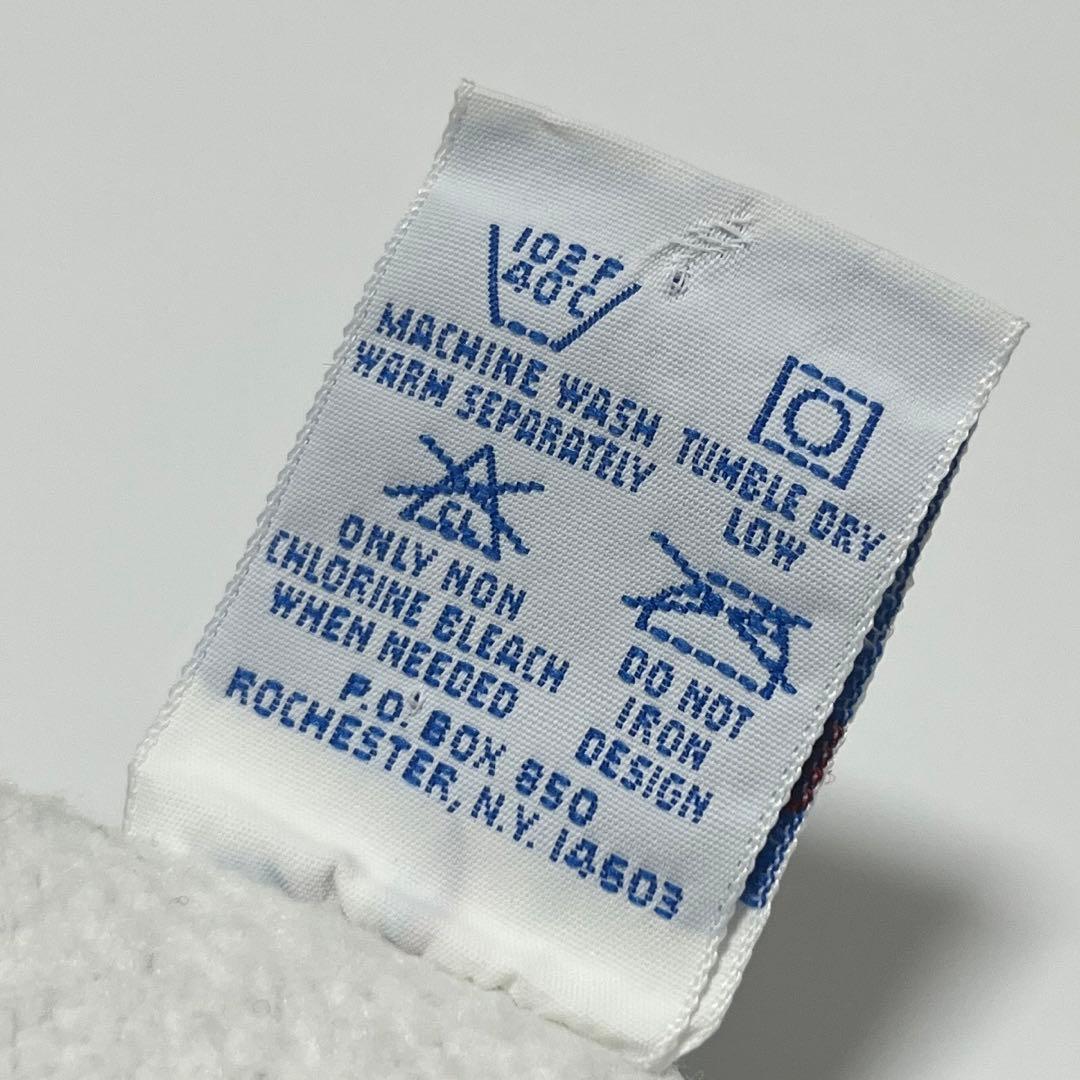 102°F
40°C
MACHINE WASH
WARM SEPARATELY
TUMBLE DRY
LOW
CL
ONLY NON
CHLORINE BLEACH
WHEN NEEDED
DO NOT
IRON
DESIGN
P.O. BOX 850
ROCHESTER, N.Y. 14603